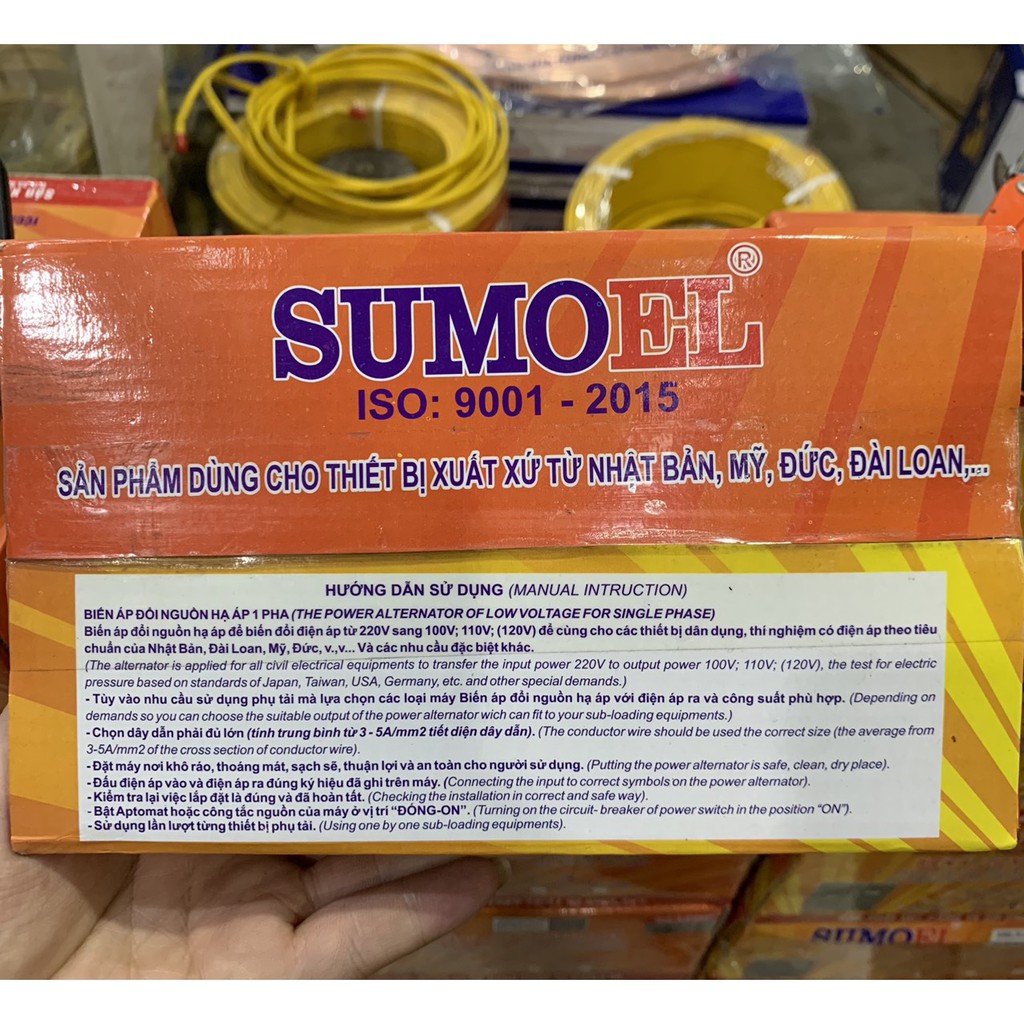 SUMOEL®
ISO: 9001 - 2015
SẢN PHẨM DÙNG CHO THIẾT BỊ XUẤT XỨ TỪ NHẬT BẢN, MỸ, ĐỨC, ĐÀI LOAN,...
HƯỚNG DẪN SỬ DỤNG (MANUAL INTRUCTION)
BIẾN ÁP ĐỔI NGUỒN HẠ ÁP 1 PHA (THE POWER ALTERNATOR OF LOW VOLTAGE FOR SINGLE PHASE)
Biến áp đổi nguồn hạ áp để biến đổi điện áp từ 220V sang 100V; 110V; (120V) để cùng cho các thiết bị dân dụng, thí nghiệm có điện áp theo tiêu
chuẩn của Nhật Bản, Đài Loan, Mỹ, Đức, v.,v... Và các nhu cầu đặc biệt khác.
(The alternator is applied for all civil electrical equipments to transfer the input power 220V to output power 100V; 110V; (120V), the test for electric
pressure based on standards of Japan, Taiwan, USA, Germany, etc. and other special demands.)
- Tùy vào nhu cầu sử dụng phụ tải mà lựa chọn các loại máy Biến áp đổi nguồn hạ áp với điện áp ra và công suất phù hợp. (Depending on
demands so you can choose the suitable output of the power alternator wich can fit to your sub-loading equipments.)
- Chọn dây dẫn phải đủ lớn (tính trung bình từ 3 - 5A/mm2 tiết diện dây dẫn). (The conductor wire should be used the correct size (the average from
3-5A/mm2 of the cross section of conductor wire).
- Đặt máy nơi khô ráo, thoáng mát, sạch sẽ, thuận lợi và an toàn cho người sử dụng. (Putting the power alternator is safe, clean, dry place).
- Đấu điện áp vào và điện áp ra đúng ký hiệu đã ghi trên máy. (Connecting the input to correct symbols on the power alternator).
- Kiểm tra lại việc lắp đặt là đúng và đã hoàn tất. (Checking the installation in correct and safe way).
- Bật Aptomat hoặc công tắc nguồn của máy ở vị trí “ĐÓNG-ON”. (Turning on the circuit- breaker of power switch in the position “ON”).
- Sử dụng lần lượt từng thiết bị phụ tải. (Using one by one sub-loading equipments).
SUMOEL